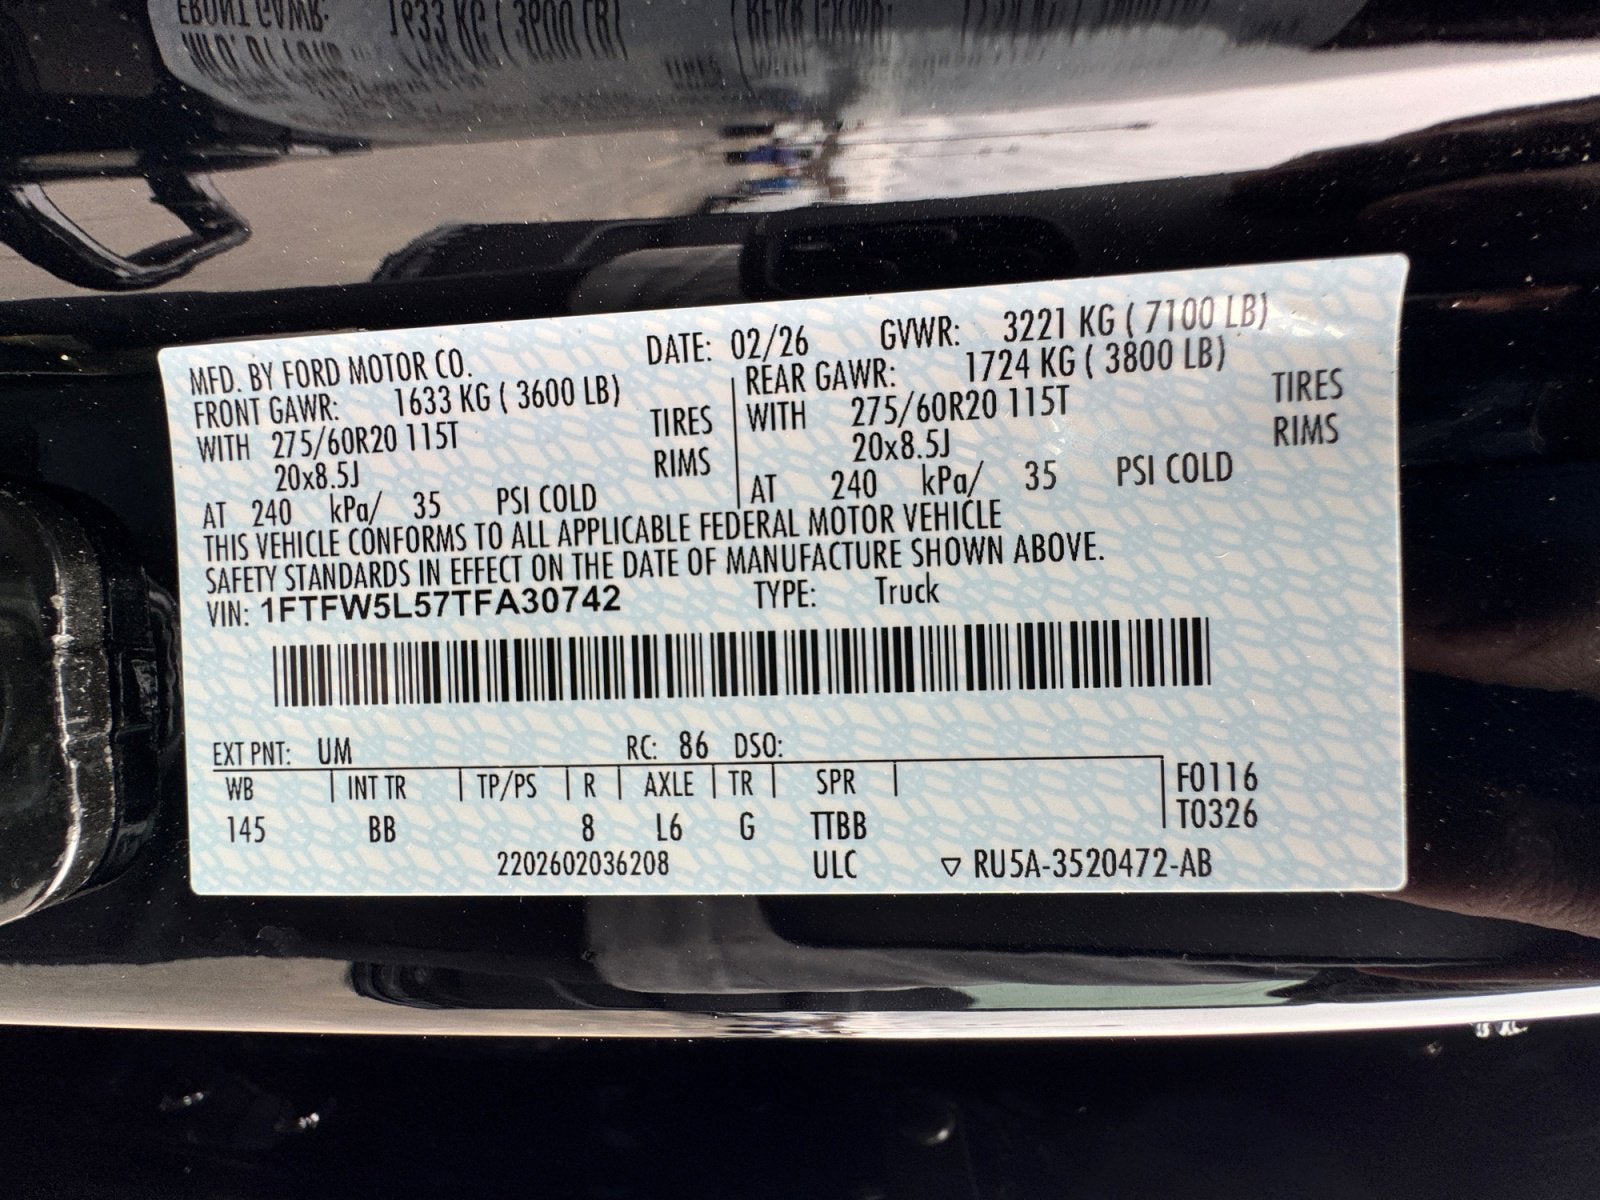 MFD. BY FORD MOTOR CO. DATE: 02/26 GVWR: 3221 KG ( 7100 LB)
FRONT GAWR: 1633 KG ( 3600 LB) REAR GAWR: 1724 KG ( 3800 LB)
WITH 275/60R20 115T TIRES WITH 275/60R20 115T TIRES
20x8.5J RIMS 20x8.5J RIMS
AT 240 kPa/ 35 PSI COLD AT 240 kPa/ 35 PSI COLD
THIS VEHICLE CONFORMS TO ALL APPLICABLE FEDERAL MOTOR VEHICLE
SAFETY STANDARDS IN EFFECT ON THE DATE OF MANUFACTURE SHOWN ABOVE.
VIN: 1FTFW5L57TFA30742 TYPE: Truck
EXT PNT: UM RC: 86 DSO:
WB INT TR TP/PS R AXLE TR SPR F0116
145 BB 8 L6 G TTBB T0326
2202602036208 ULC ▽ RU5A-3520472-AB